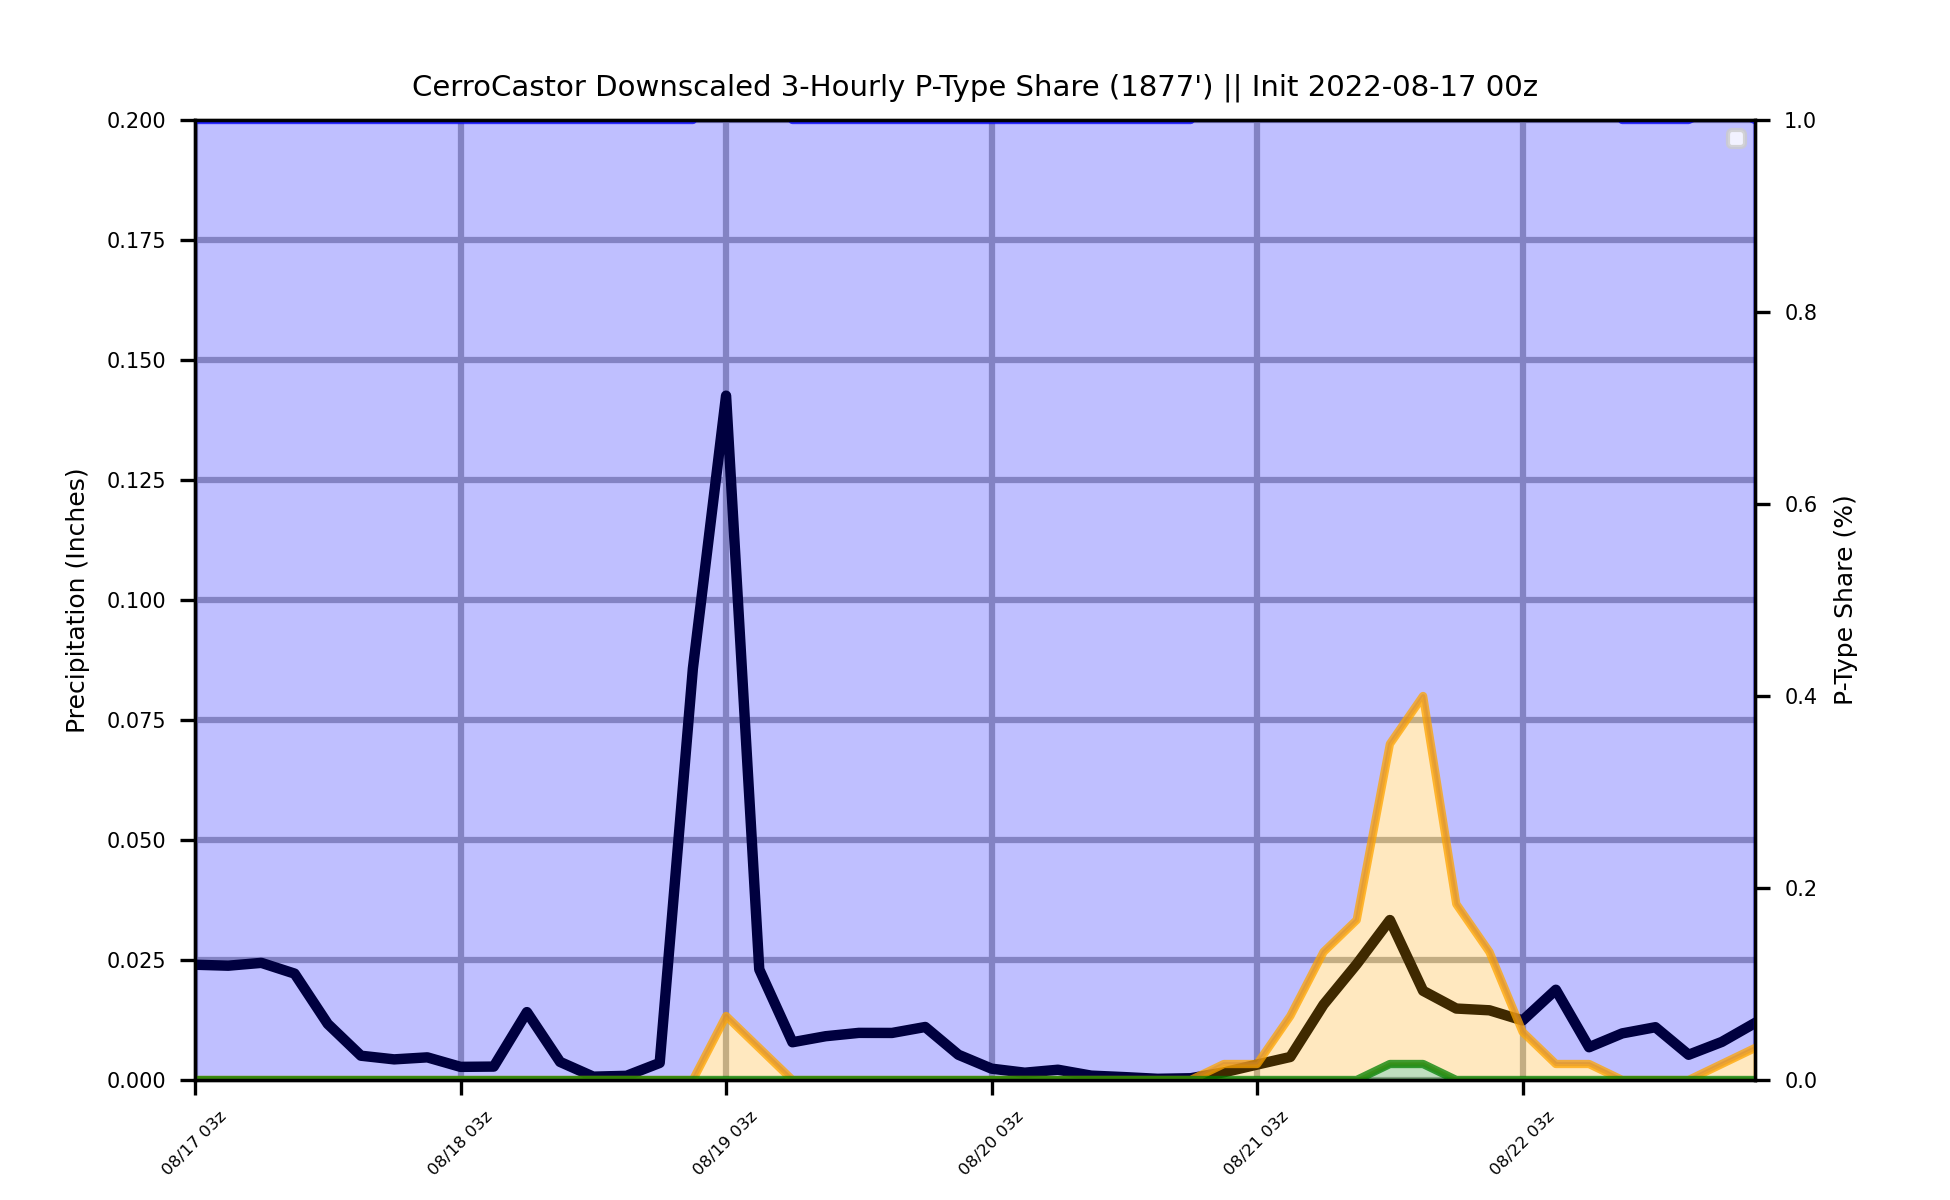 CerroCastor Downscaled 3-Hourly P-Type Share (1877') || Init 2022-08-17 00z
0.200
0.175
0.150
0.125
0.100
0.075
0.050
0.025
0.000
Precipitation (Inches)
1.0
0.8
0.6
0.4
0.2
0.0
P-Type Share (%)
08/17 03z
08/18 03z
08/19 03z
08/20 03z
08/21 03z
08/22 03z